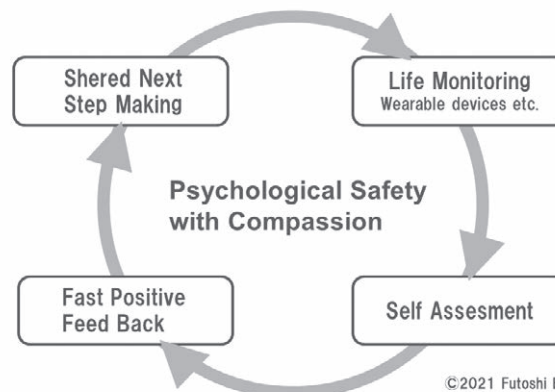 Shered Next
Step Making
Life Monitoring
Wearable devices etc.
Psychological Safety
with Compassion
Fast Positive
Feed Back
Self Assesment
©2021 Futoshi